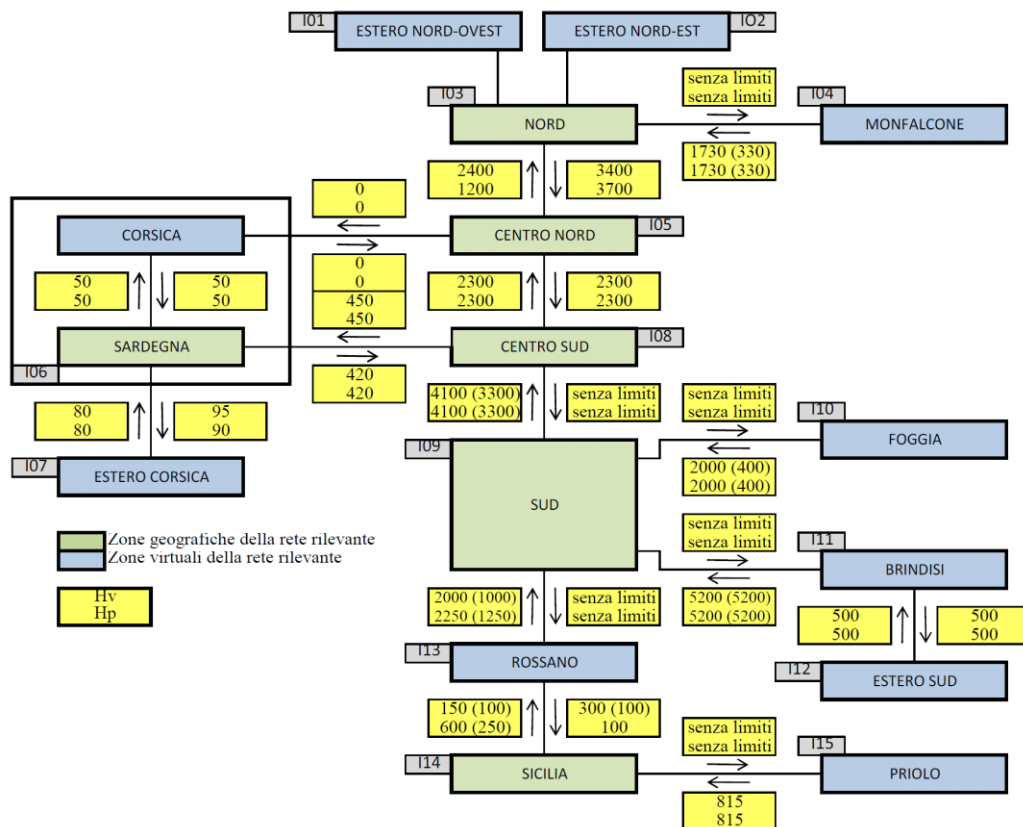 I01
ESTERO NORD-OVEST
ESTERO NORD-EST
IO2
I03
NORD
senza limiti
senza limiti
I04
MONFALCONE
1730 (330)
1730 (330)
2400
1200
3400
3700
0
0
CORSICA
CENTRO NORD
I05
0
0
50
50
50
50
450
450
2300
2300
2300
2300
SARDEGNA
I06
CENTRO SUD
I08
420
420
80
80
95
90
4100 (3300)
4100 (3300)
senza limiti
senza limiti
senza limiti
senza limiti
I07
ESTERO CORSICA
I09
SUD
I10
FOGGIA
2000 (400)
2000 (400)
Zone geografiche della rete rilevante
Zone virtuali della rete rilevante
Hv
Hp
senza limiti
senza limiti
I11
BRINDISI
5200 (5200)
5200 (5200)
2000 (1000)
2250 (1250)
senza limiti
senza limiti
500
500
500
500
I13
ROSSANO
I12
ESTERO SUD
150 (100)
600 (250)
300 (100)
100
senza limiti
senza limiti
I14
SICILIA
I15
PRIOLO
815
815